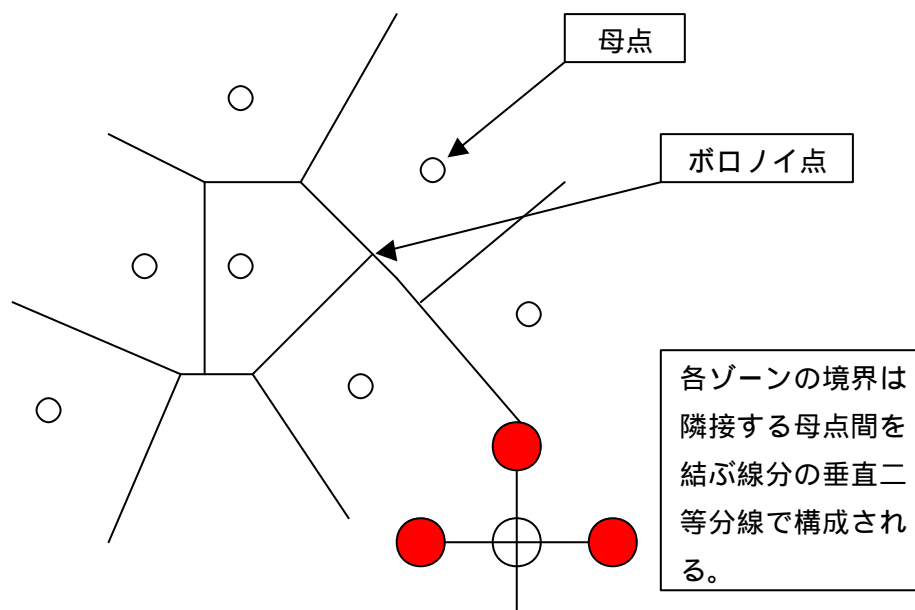 母点
ボロノイ点
各ゾーンの境界は
隣接する母点間を
結ぶ線分の垂直二
等分線で構成され
る。